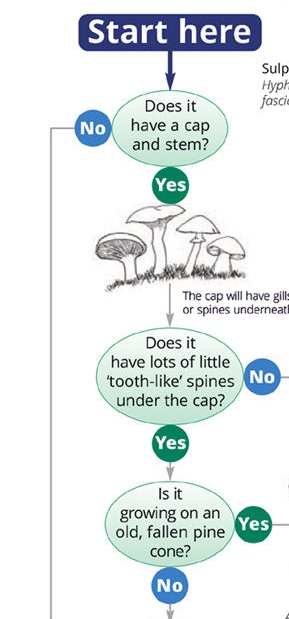 Start here
Sulp
Hyph
fascic
Does it
have a cap
and stem?
No
Yes
The cap will have gills
or spines underneath
Does it
have lots of little
‘tooth-like’ spines
under the cap?
No
Yes
Is it
growing on an
old, fallen pine
cone?
Yes
No